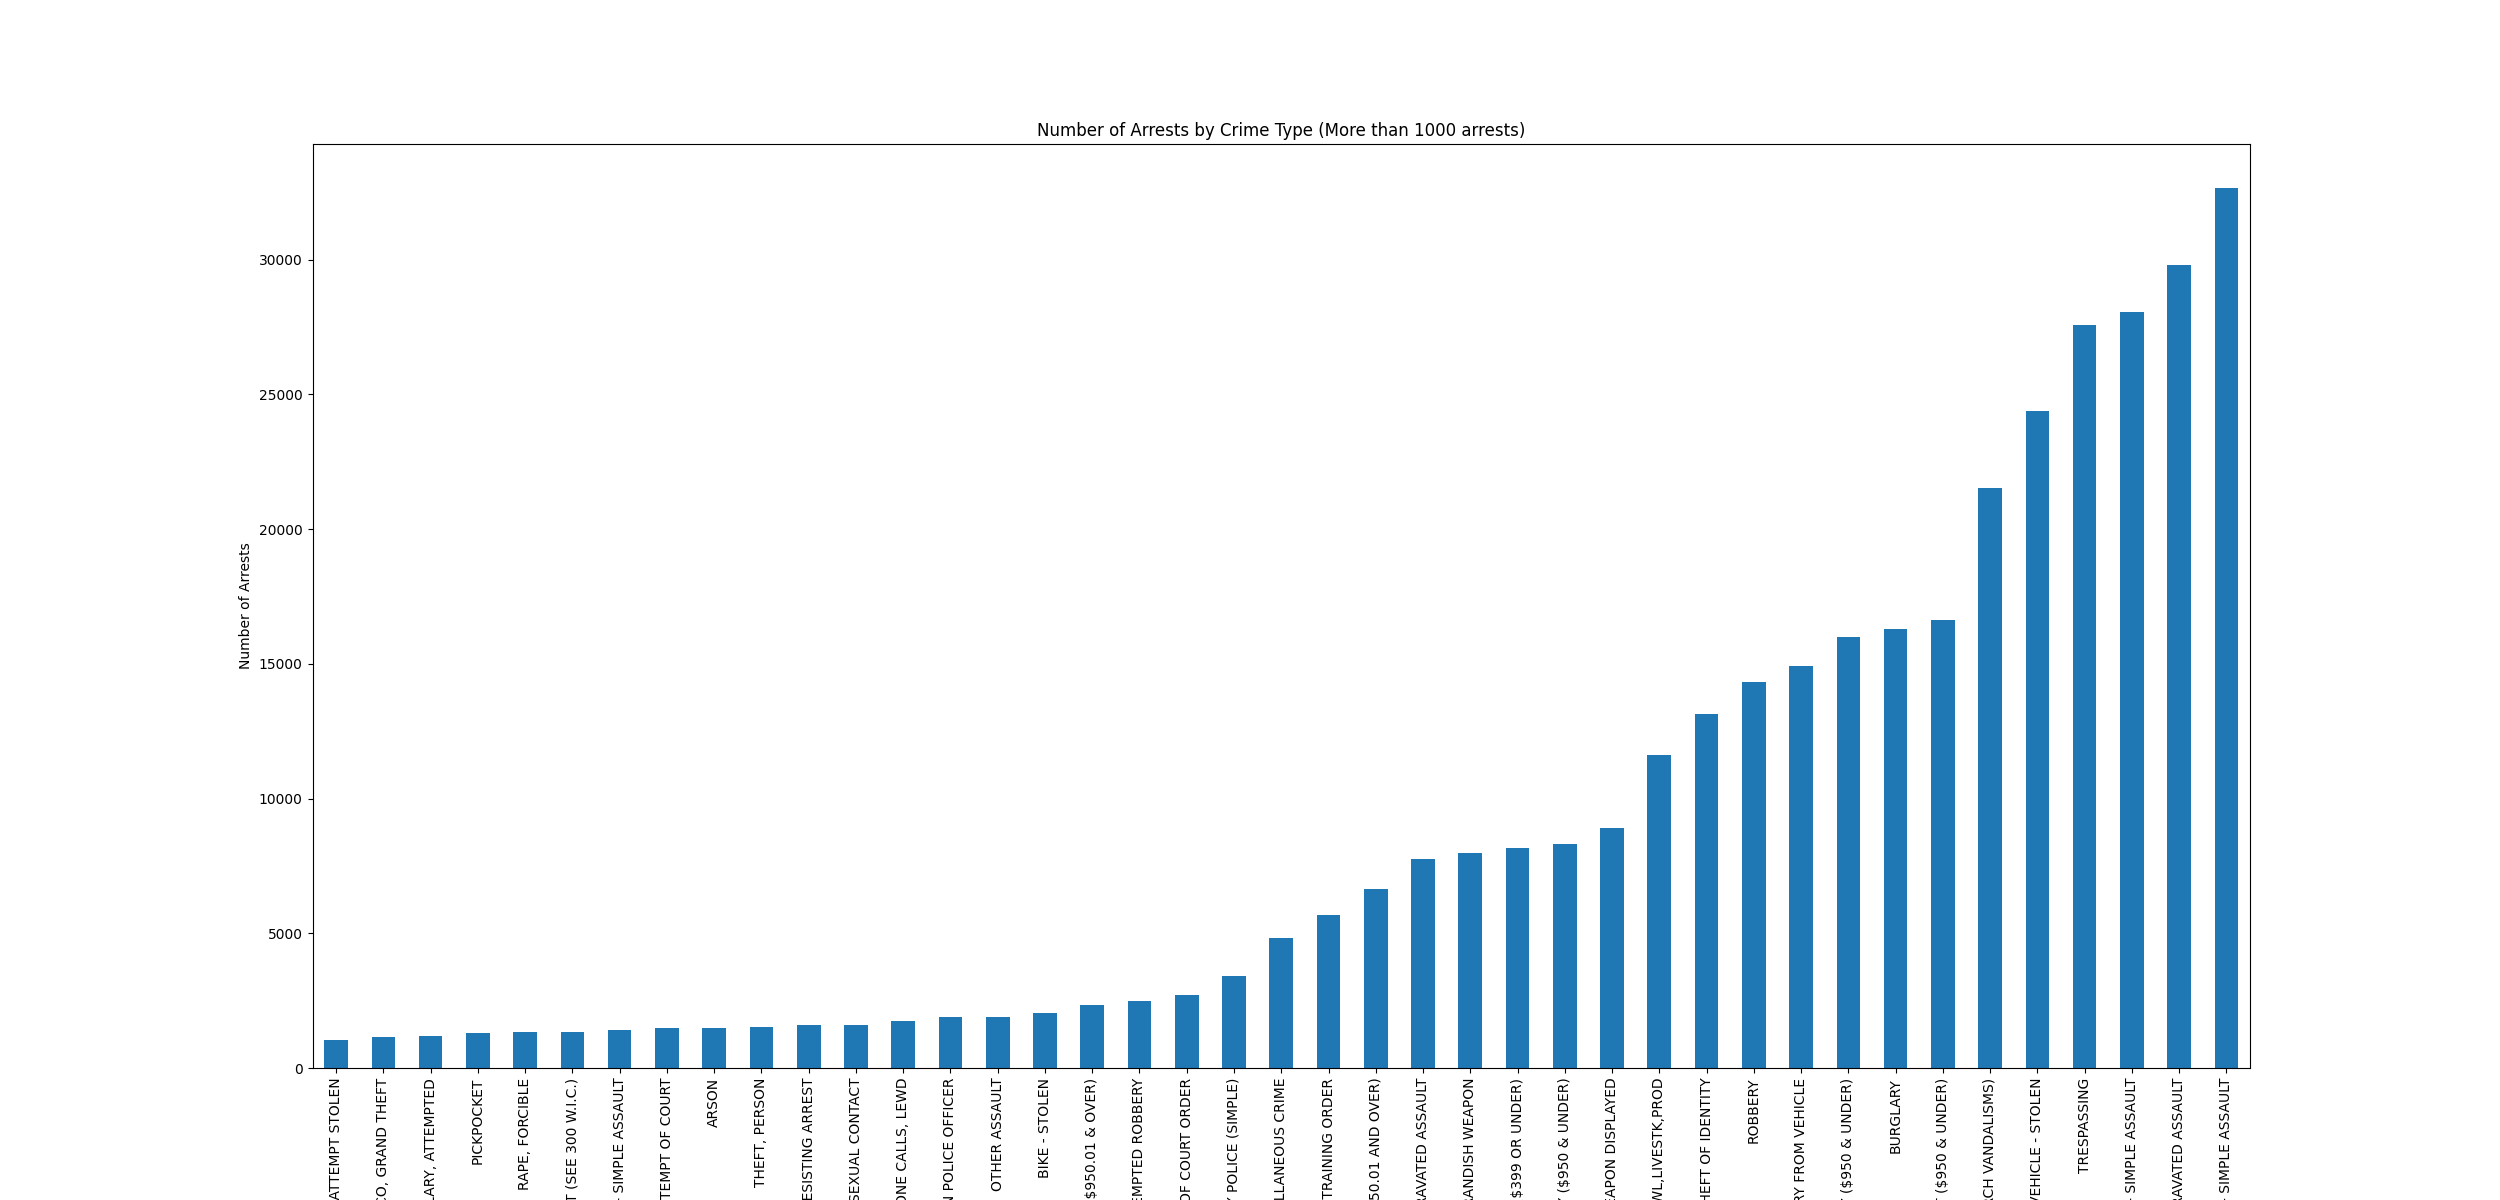 Number of Arrests by Crime Type (More than 1000 arrests)
Number of Arrests
30000
25000
20000
15000
10000
5000
0
ATTEMPT STOLEN
CO, GRAND THEFT
LARY, ATTEMPTED
PICKPOCKET
RAPE, FORCIBLE
T (SEE 300 W.I.C.)
- SIMPLE ASSAULT
TEMPT OF COURT
ARSON
THEFT, PERSON
ESISTING ARREST
SEXUAL CONTACT
ONE CALLS, LEWD
N POLICE OFFICER
OTHER ASSAULT
BIKE - STOLEN
$950.01 & OVER)
EMPTED ROBBERY
OF COURT ORDER
Y POLICE (SIMPLE)
LLANEOUS CRIME
TRAINING ORDER
50.01 AND OVER)
RAVATED ASSAULT
RANDISH WEAPON
$399 OR UNDER)
Y ($950 & UNDER)
EAPON DISPLAYED
WL,LIVESTK,PROD
HEFT OF IDENTITY
ROBBERY
RY FROM VEHICLE
($950 & UNDER)
BURGLARY
($950 & UNDER)
CH VANDALISMS)
VEHICLE - STOLEN
TRESPASSING
- SIMPLE ASSAULT
RAVATED ASSAULT
- SIMPLE ASSAULT